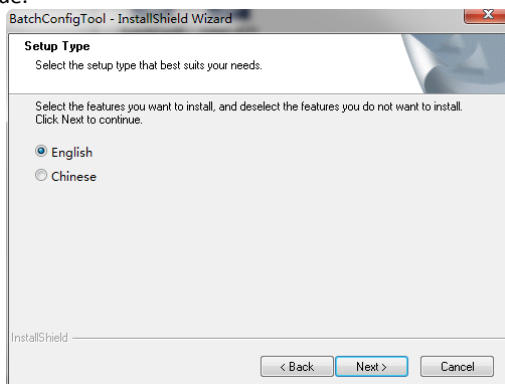 BatchConfigTool - InstallShield Wizard
Setup Type
Select the setup type that best suits your needs.
Select the features you want to install, and deselect the features you do not want to install.
Click Next to continue.
English
Chinese
InstallShield
< Back Next > Cancel